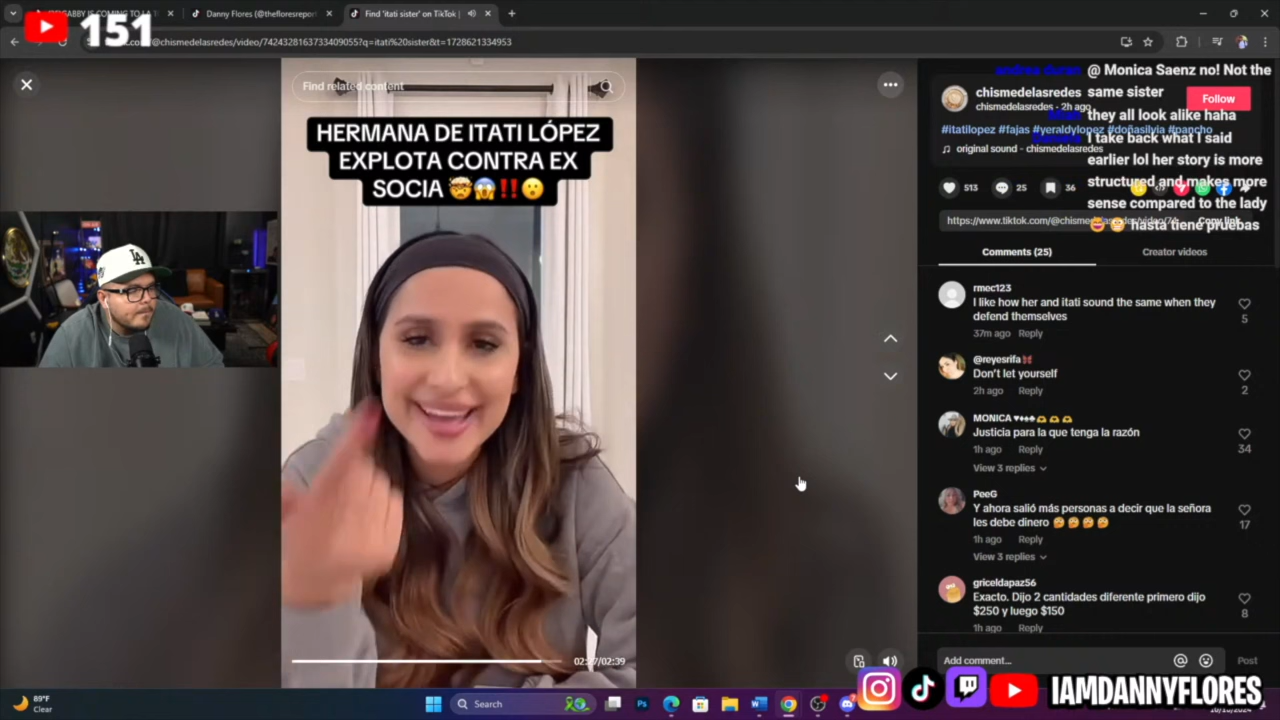 151
GABBY IS COMING TO LA T
Danny Flores (@thefloresrepor
Find 'itati sister' on TikTok |
@chismedelasredes/video/7424328163733409055?q=itati%20sister&t=1728621334953
Find related content
HERMANA DE ITATI LÓPEZ
EXPLOTA CONTRA EX
SOCIA 🤯😱‼️😮
02:27/02:39
chismedelasredes
chismedelasredes - 2h ago
Follow
#itatilopez #fajas #yeraldylopez #doñasilvia #pancho
original sound - chismedelasredes
513
25
36
https://www.tiktok.com/@chism
Copy link
@ Monica Saenz no! Not the
same sister
they all look alike haha
I take back what I said
earlier lol her story is more
structured and makes more
sense compared to the lady
hasta tiene pruebas
Comments (25)
Creator videos
rmec123
I like how her and itati sound the same when they
defend themselves
37m ago Reply
5
@reyesrifa
Don't let yourself
2h ago Reply
2
MONICA
Justicia para la que tenga la razón
1h ago Reply
34
View 3 replies
PeeG
Y ahora salió más personas a decir que la señora
les debe dinero
17
1h ago Reply
View 3 replies
griceldapaz56
Exacto. Dijo 2 cantidades diferente primero dijo
$250 y luego $150
8
1h ago Reply
Add comment...
Post
89°F
Clear
Search
IAMDANNYFLORES